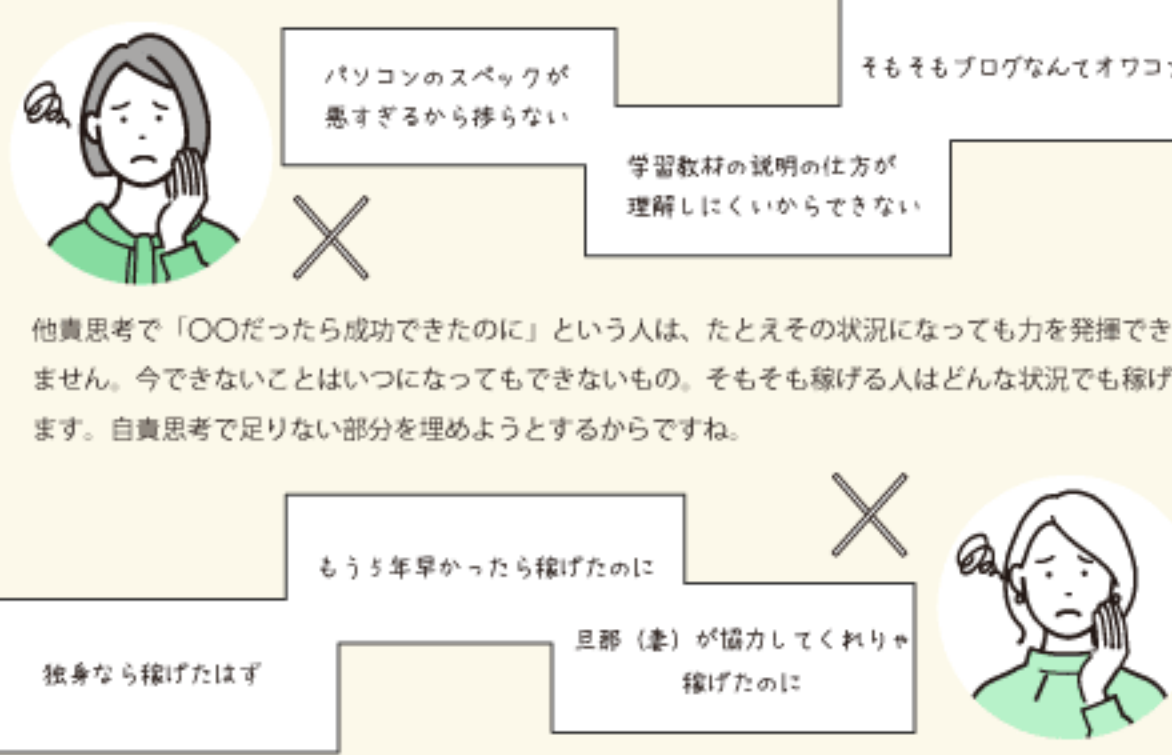 パソコンのスペックが
悪すぎるから捗らない
そもそもブログなんてオワコ
学習教材の説明の仕方が
理解しにくいからできない
他責思考で「〇〇だったら成功できたのに」という人は、たとえその状況になっても力を発揮でき
ません。今できないことはいつになってもできないもの。そもそも稼げる人はどんな状況でも稼げ
ます。自責思考で足りない部分を埋めようとするからですね。
もう5年早かったら稼げたのに
旦那（妻）が協力してくれりゃ
稼げたのに
独身なら稼げたはず